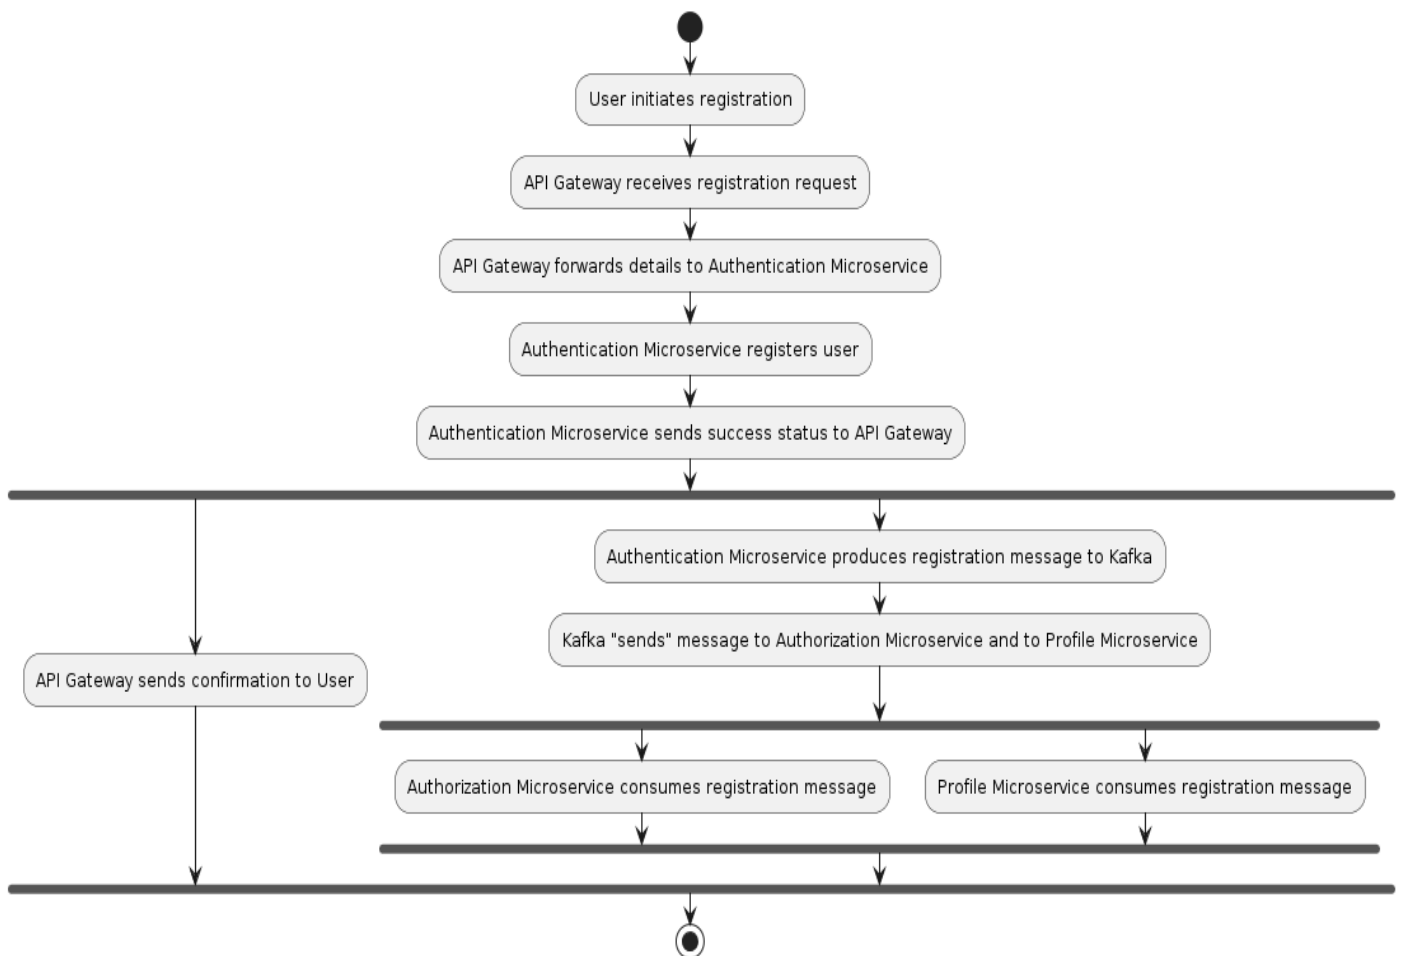 User initiates registration
API Gateway receives registration request
API Gateway forwards details to Authentication Microservice
Authentication Microservice registers user
Authentication Microservice sends success status to API Gateway
Authentication Microservice produces registration message to Kafka
Kafka "sends" message to Authorization Microservice and to Profile Microservice
API Gateway sends confirmation to User
Authorization Microservice consumes registration message
Profile Microservice consumes registration message